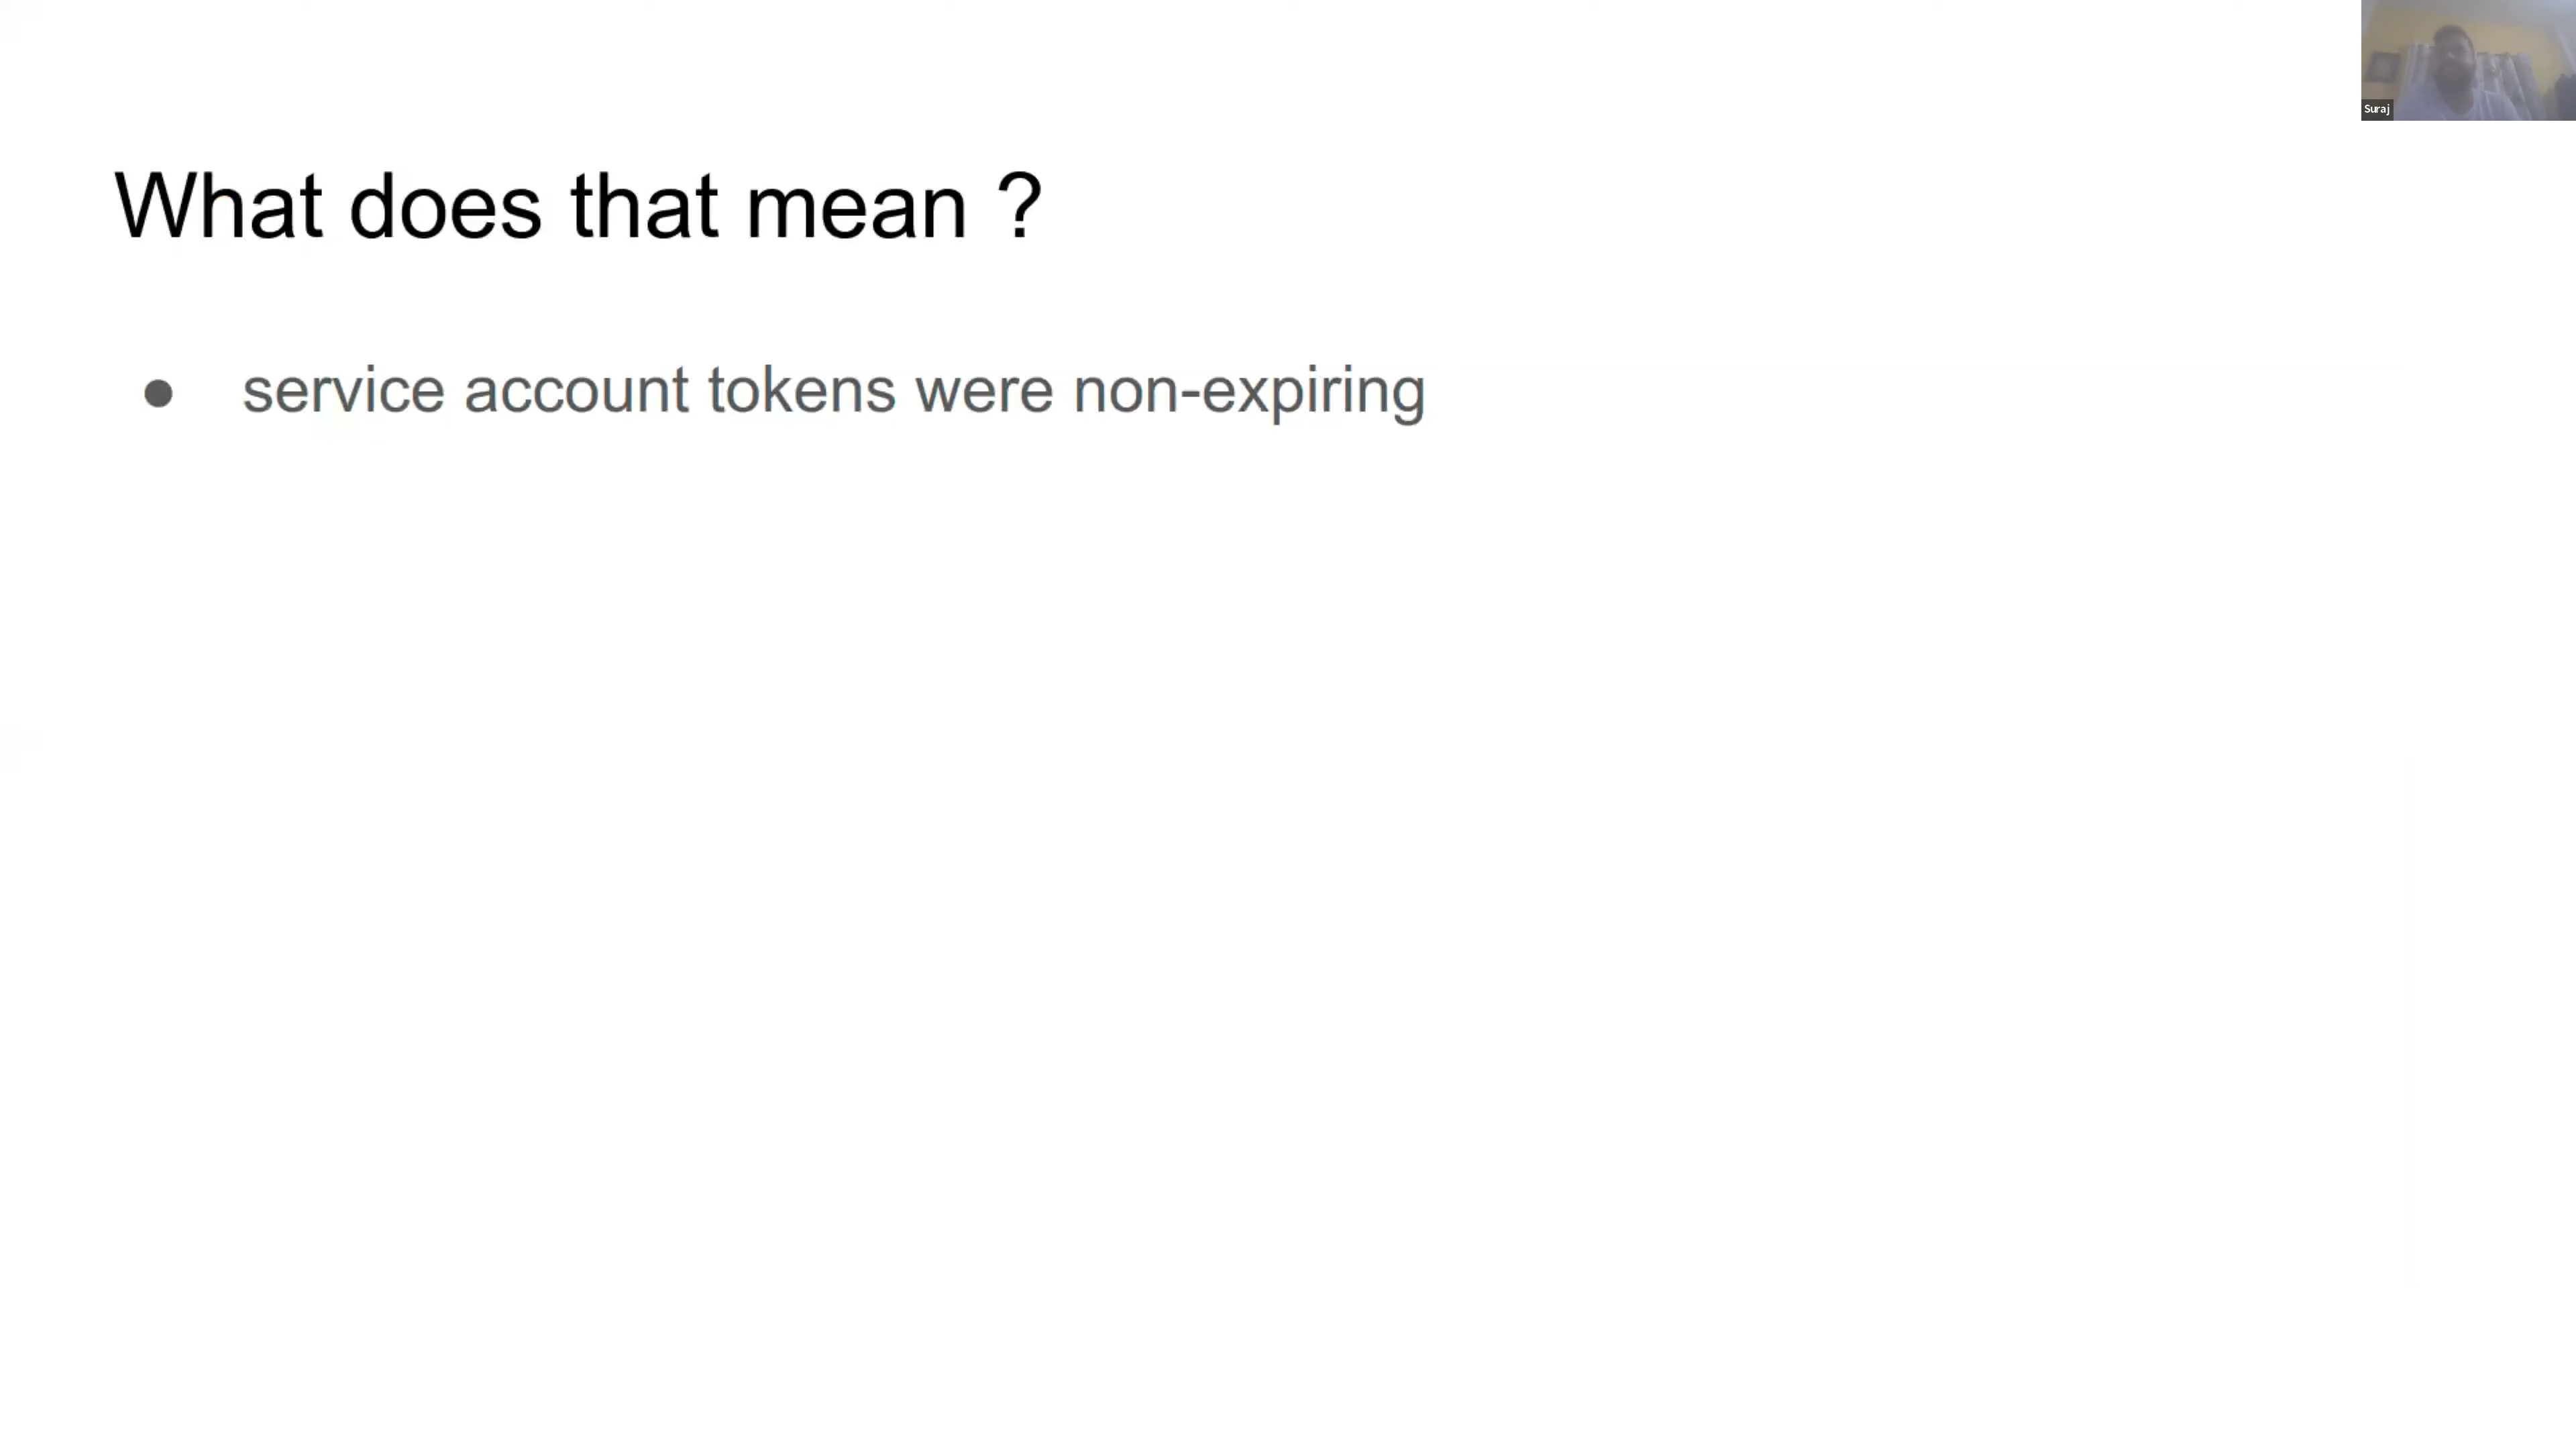 Suraj
What does that mean ?
● service account tokens were non-expiring